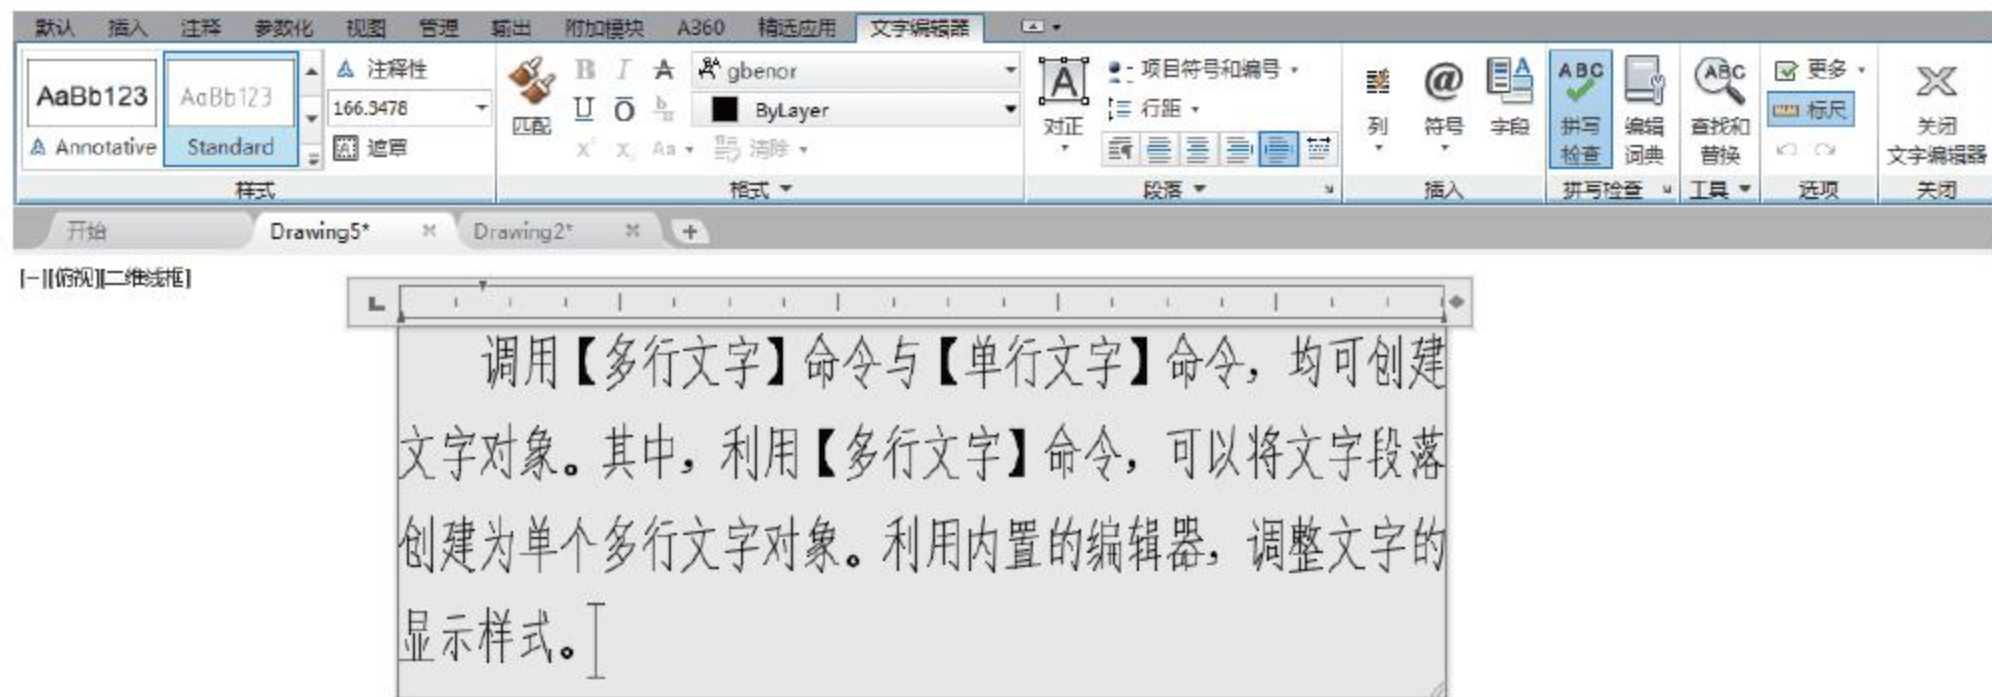 默认 插入 注释 参数化 视图 管理 输出 附加模块 A360 精选应用 文字编辑器
AaBb123 AaBb123 注释性 B I A gbenor 项目符号和编号 ABC ABC 更多
166.3478 U O ByLayer A 行距 @ A 标尺
匹配 对正 列 符号 字段 拼写检查 编辑词典 查找和替换 关闭文字编辑器
Annotative Standard 遮罩 Aa 清除
样式 格式 段落 插入 拼写检查 工具 选项 关闭
开始 Drawing5* Drawing2* +
[-][俯视][二维线框]
调用【多行文字】命令与【单行文字】命令，均可创建
文字对象。其中，利用【多行文字】命令，可以将文字段落
创建为单个多行文字对象。利用内置的编辑器，调整文字的
显示样式。